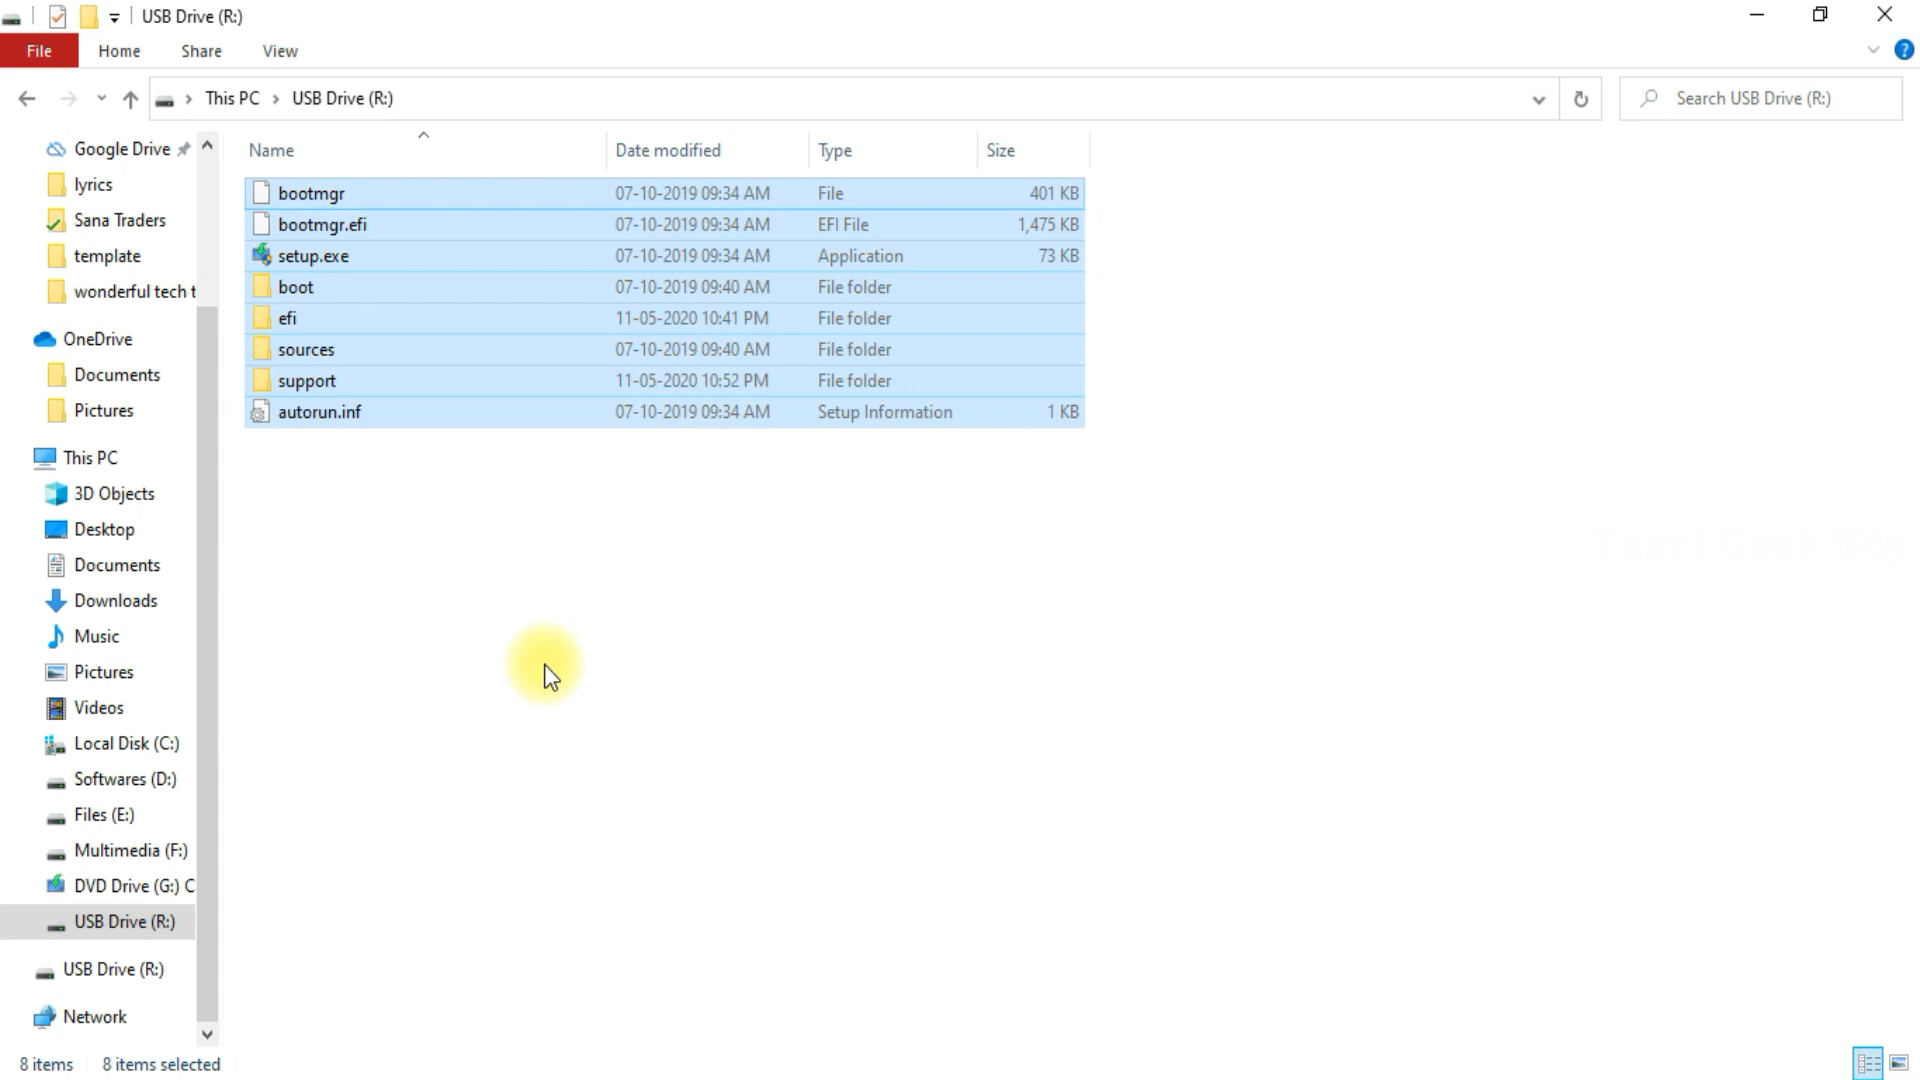 USB Drive (R:)
File Home Share View
This PC > USB Drive (R:)
Search USB Drive (R:)
Google Drive
lyrics
Sana Traders
template
wonderful tech t
OneDrive
Documents
Pictures
This PC
3D Objects
Desktop
Documents
Downloads
Music
Pictures
Videos
Local Disk (C:)
Softwares (D:)
Files (E:)
Multimedia (F:)
DVD Drive (G:) C
USB Drive (R:)
USB Drive (R:)
Network
Name Date modified Type Size
bootmgr 07-10-2019 09:34 AM File 401 KB
bootmgr.efi 07-10-2019 09:34 AM EFI File 1,475 KB
setup.exe 07-10-2019 09:34 AM Application 73 KB
boot 07-10-2019 09:40 AM File folder
efi 11-05-2020 10:41 PM File folder
sources 07-10-2019 09:40 AM File folder
support 11-05-2020 10:52 PM File folder
autorun.inf 07-10-2019 09:34 AM Setup Information 1 KB
8 items 8 items selected